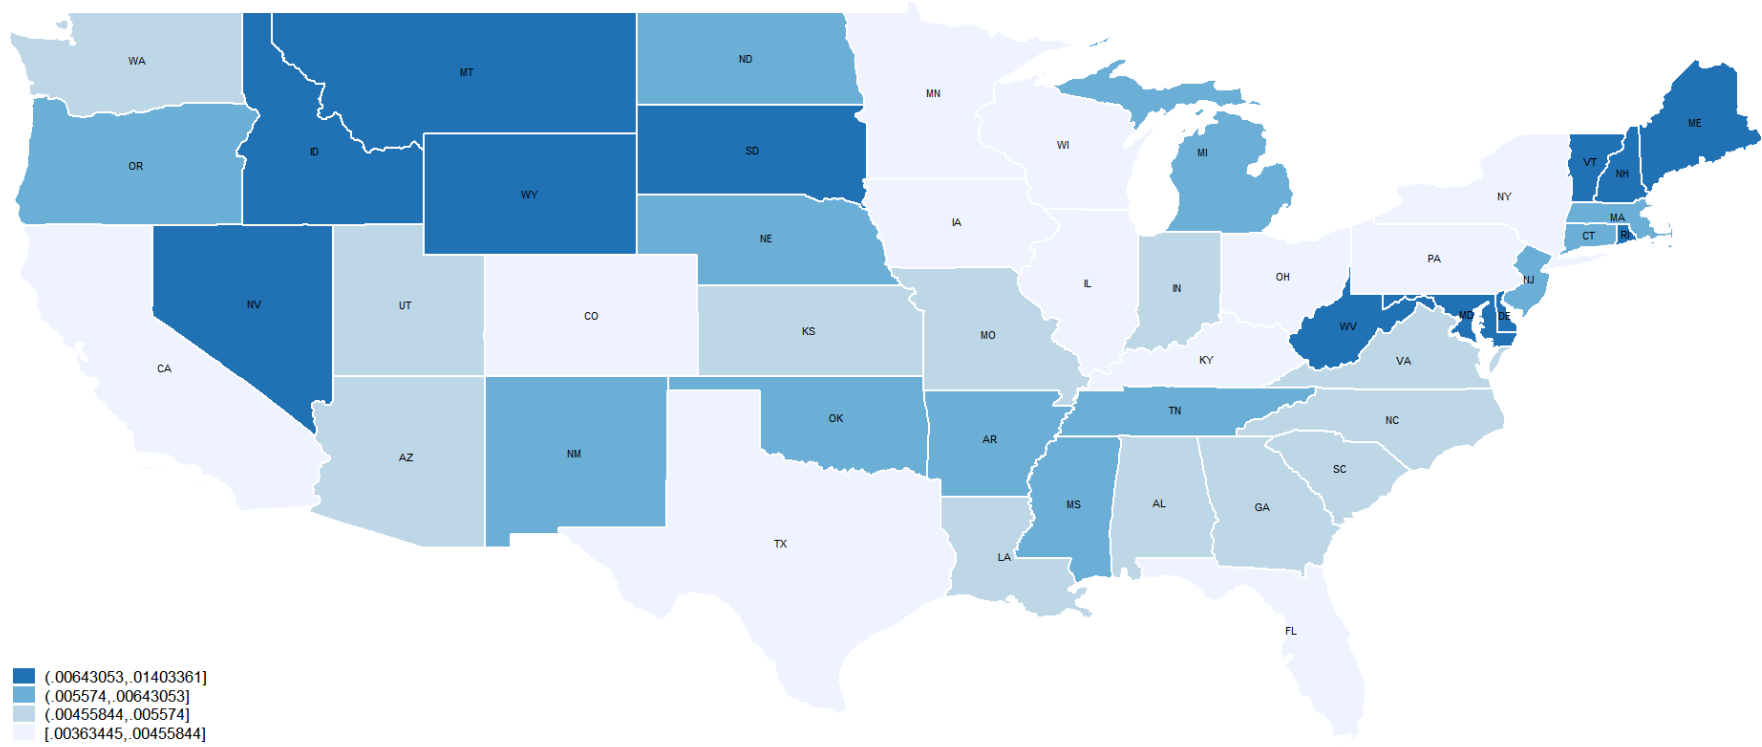 WA
MT
ND
MN
ME
ID
SD
WI
MI
VT
OR
NH
WY
NY
IA
MA
NE
CT
RI
PA
NV
UT
OH
IL
IN
NJ
CO
MD
DE
WV
KS
MO
KY
VA
CA
TN
OK
NC
AR
AZ
NM
SC
MS
AL
GA
TX
LA
FL
(.00643053,.01403361]
(.005574,.00643053]
(.00455844,.005574]
[.00363445,.00455844]